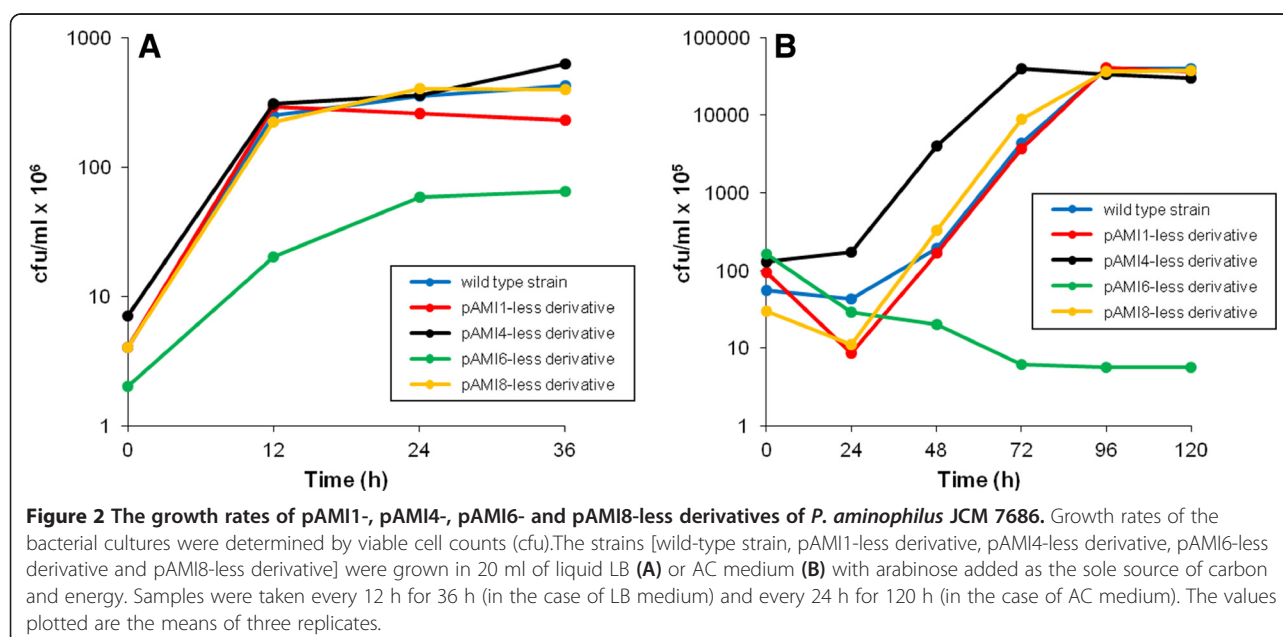 A
1000
100
10
1
cfu/ml x 10⁶
0 12 24 36
Time (h)
wild type strain
pAMI1-less derivative
pAMI4-less derivative
pAMI6-less derivative
pAMI8-less derivative
B
100000
10000
1000
100
10
1
cfu/ml x 10⁵
0 24 48 72 96 120
Time (h)
wild type strain
pAMI1-less derivative
pAMI4-less derivative
pAMI6-less derivative
pAMI8-less derivative
Figure 2 The growth rates of pAMI1-, pAMI4-, pAMI6- and pAMI8-less derivatives of P. aminophilus JCM 7686. Growth rates of the
bacterial cultures were determined by viable cell counts (cfu).The strains [wild-type strain, pAMI1-less derivative, pAMI4-less derivative, pAMI6-less
derivative and pAMI8-less derivative] were grown in 20 ml of liquid LB (A) or AC medium (B) with arabinose added as the sole source of carbon
and energy. Samples were taken every 12 h for 36 h (in the case of LB medium) and every 24 h for 120 h (in the case of AC medium). The values
plotted are the means of three replicates.